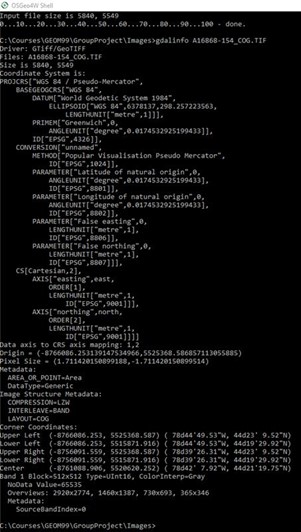 OSGeo4W Shell
Input file size is 5840, 5549
0...10...20...30...40...50...60...70...80...90...100 - done.
C:\Courses\GEOM99\GroupProject\Images>gdalinfo A16868-154_COG.TIF
Driver: GTiff/GeoTIFF
Files: A16868-154_COG.TIF
Size is 5840, 5549
Coordinate System is:
PROJCRS["WGS 84 / Pseudo-Mercator",
BASEGEOGCRS["WGS 84",
DATUM["World Geodetic System 1984",
ELLIPSOID["WGS 84",6378137,298.257223563,
LENGTHUNIT["metre",1]]],
PRIMEM["Greenwich",0,
ANGLEUNIT["degree",0.0174532925199433]],
ID["EPSG",4326]],
CONVERSION["unnamed",
METHOD["Popular Visualisation Pseudo Mercator",
ID["EPSG",1024]],
PARAMETER["Latitude of natural origin",0,
ANGLEUNIT["degree",0.0174532925199433],
ID["EPSG",8801]],
PARAMETER["Longitude of natural origin",0,
ANGLEUNIT["degree",0.0174532925199433],
ID["EPSG",8802]],
PARAMETER["False easting",0,
LENGTHUNIT["metre",1],
ID["EPSG",8806]],
PARAMETER["False northing",0,
LENGTHUNIT["metre",1],
ID["EPSG",8807]]],
CS[Cartesian,2],
AXIS["easting",east,
ORDER[1],
LENGTHUNIT["metre",1,
ID["EPSG",9001]]],
AXIS["northing",north,
ORDER[2],
LENGTHUNIT["metre",1,
ID["EPSG",9001]]]]
Data axis to CRS axis mapping: 1,2
Origin = (-8766086.253139147534966,5525368.586857113055885)
Pixel Size = (1.711420150899188,-1.711420150899514)
Metadata:
AREA_OR_POINT=Area
DataType=Generic
Image Structure Metadata:
COMPRESSION=LZW
INTERLEAVE=BAND
LAYOUT=COG
Corner Coordinates:
Upper Left (-8766086.253, 5525368.587) ( 78d44'49.53"W, 44d23' 9.52"N)
Lower Left (-8766086.253, 5515871.916) ( 78d44'49.53"W, 44d19'29.92"N)
Upper Right (-8756091.559, 5525368.587) ( 78d39'26.31"W, 44d23' 9.52"N)
Lower Right (-8756091.559, 5515871.916) ( 78d39'26.31"W, 44d19'29.92"N)
Center (-8761088.906, 5520620.252) ( 78d42' 7.92"W, 44d21'19.75"N)
Band 1 Block=512x512 Type=UInt16, ColorInterp=Gray
NoData Value=65535
Overviews: 2920x2774, 1460x1387, 730x693, 365x346
Metadata:
SourceBandIndex=0
C:\Courses\GEOM99\GroupProject\Images>